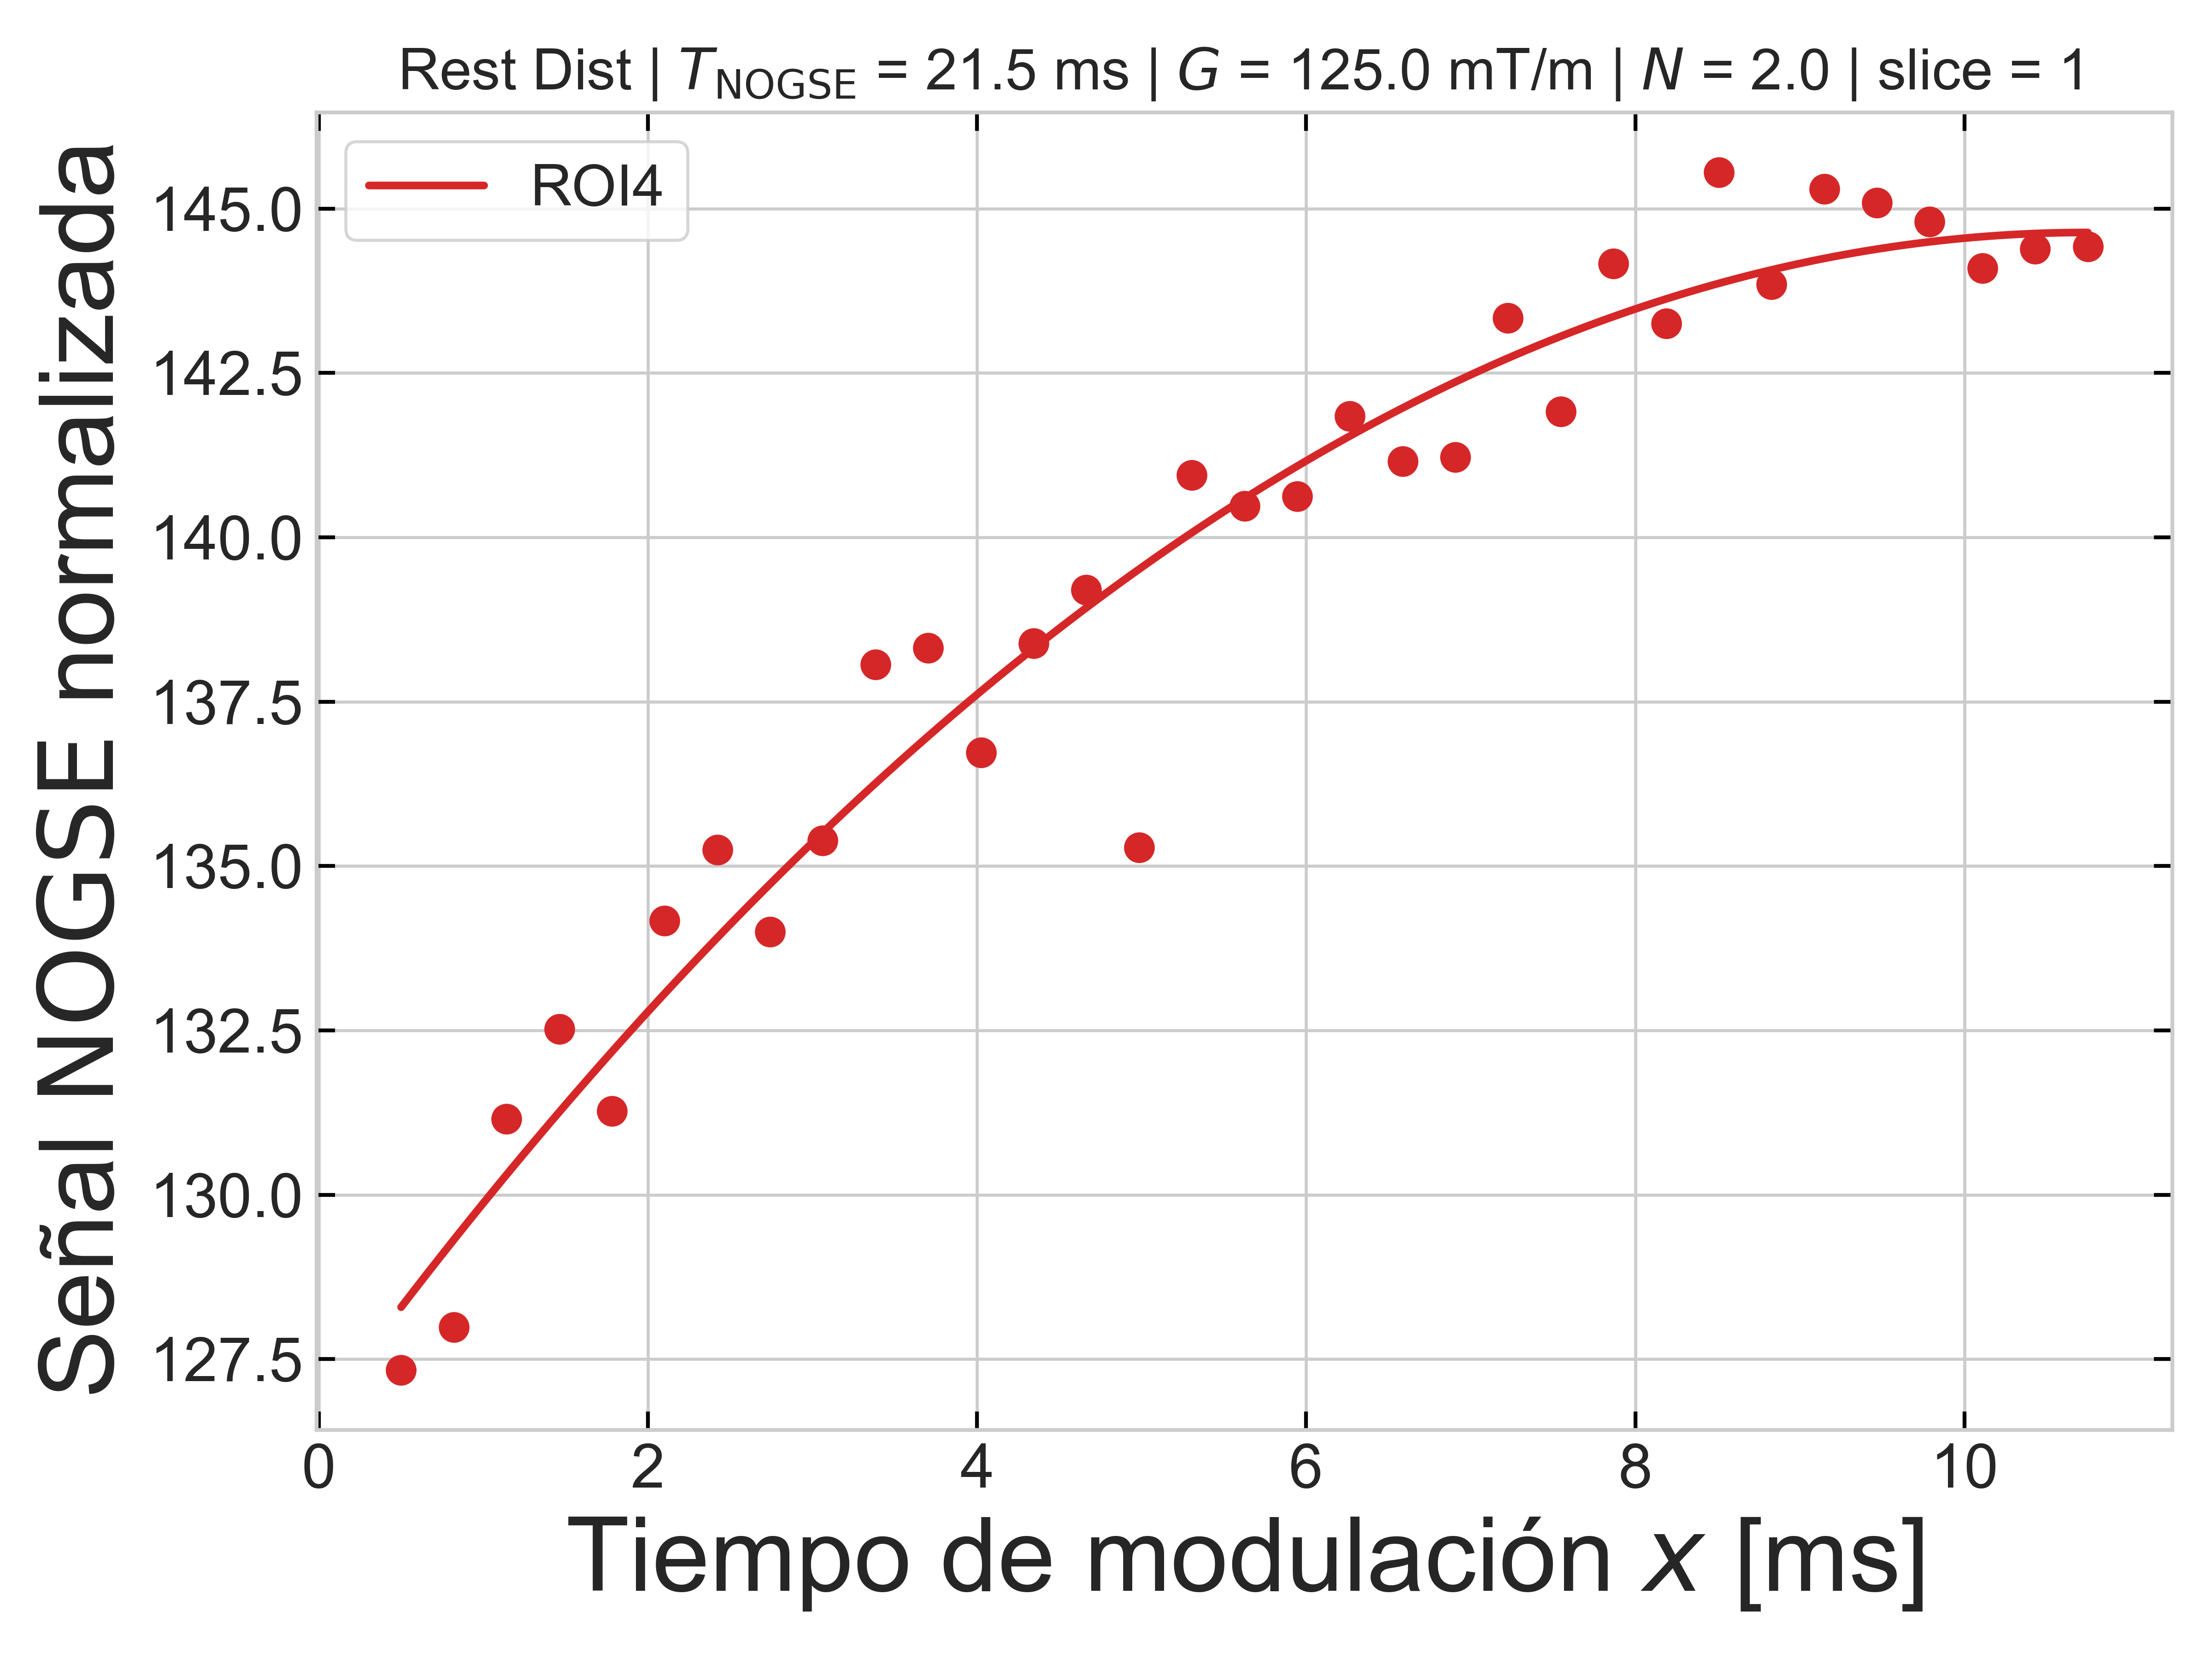 Rest Dist | T_NOGSE = 21.5 ms | G = 125.0 mT/m | N = 2.0 | slice = 1
ROI4
Señal NOGSE normalizada
145.0
142.5
140.0
137.5
135.0
132.5
130.0
127.5
0 2 4 6 8 10
Tiempo de modulación x [ms]